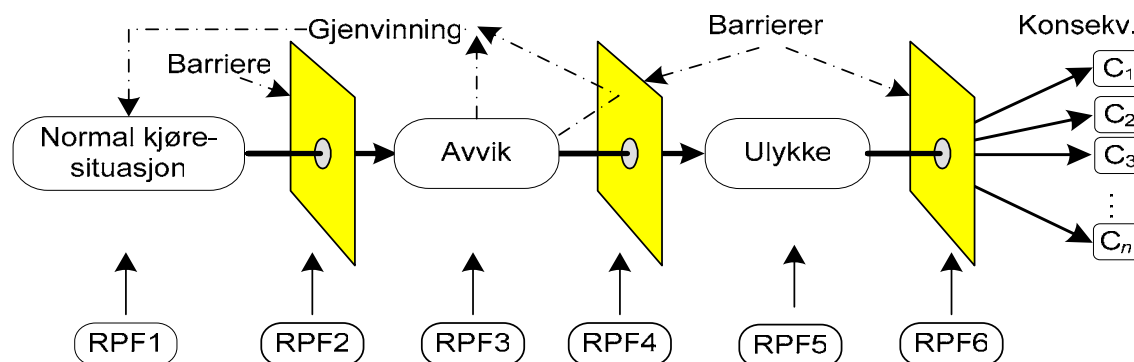 Gjenvinning
Barrierer
Konsekv.
Barriere
C1
Normal kjøre-
situasjon
Avvik
Ulykke
C2
C3
⋮
Cn
RPF1
RPF2
RPF3
RPF4
RPF5
RPF6